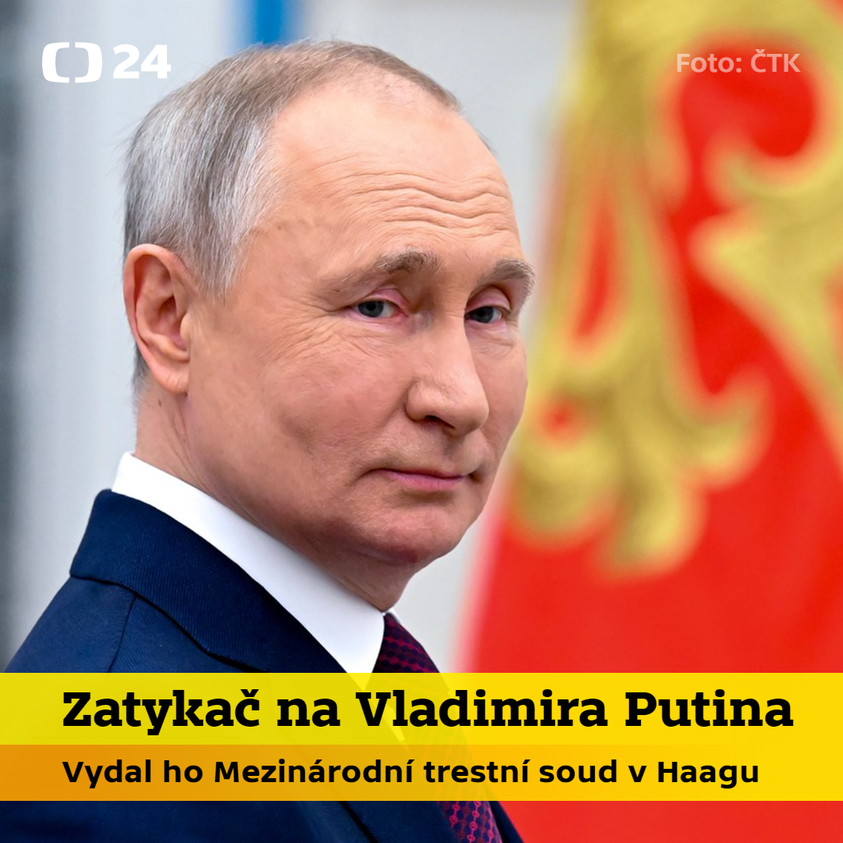 24
Foto: ČTK
Zatykač na Vladimira Putina
Vydal ho Mezinárodní trestní soud v Haagu